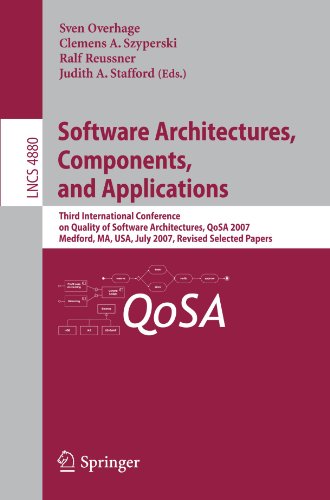 Sven Overhage
Clemens A. Szyperski
Ralf Reussner
Judith A. Stafford (Eds.)
LNCS 4880
Software Architectures,
Components,
and Applications
Third International Conference
on Quality of Software Architectures, QoSA 2007
Medford, MA, USA, July 2007, Revised Selected Papers
QoSA
Springer